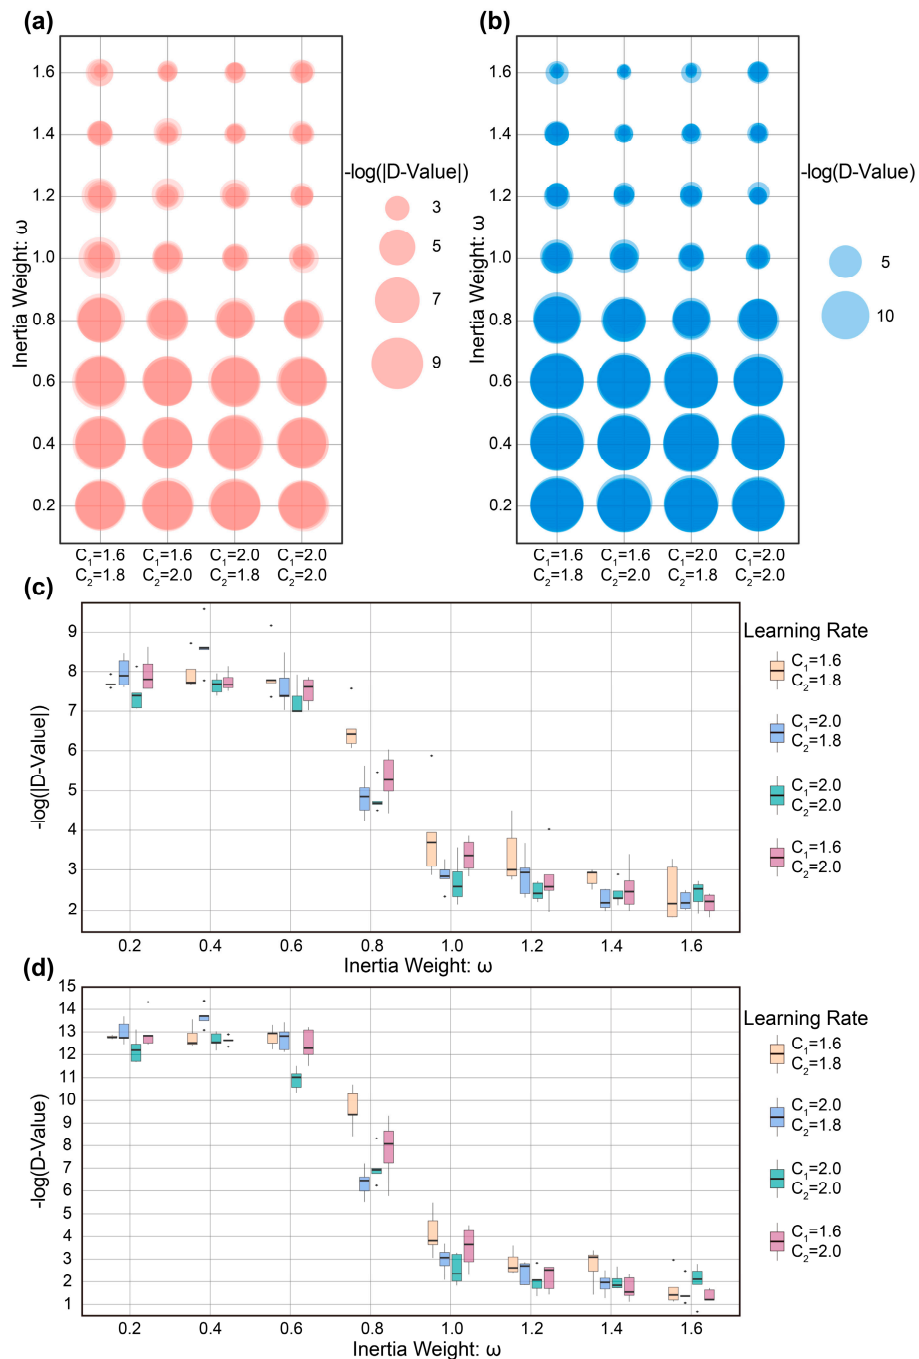 (a)
Inertia Weight: ω
1.6
1.4
1.2
1.0
0.8
0.6
0.4
0.2
C₁=1.6
C₂=1.8
C₁=1.6
C₂=2.0
C₁=2.0
C₂=1.8
C₁=2.0
C₂=2.0
-log(|D-Value|)
3
5
7
9
(b)
Inertia Weight: ω
1.6
1.4
1.2
1.0
0.8
0.6
0.4
0.2
C₁=1.6
C₂=1.8
C₁=1.6
C₂=2.0
C₁=2.0
C₂=1.8
C₁=2.0
C₂=2.0
-log(D-Value)
5
10
(c)
-log(|D-Value|)
9
8
7
6
5
4
3
2
0.2 0.4 0.6 0.8 1.0 1.2 1.4 1.6
Inertia Weight: ω
Learning Rate
C₁=1.6
C₂=1.8
C₁=2.0
C₂=1.8
C₁=2.0
C₂=2.0
C₁=1.6
C₂=2.0
(d)
-log(D-Value)
15
14
13
12
11
10
9
8
7
6
5
4
3
2
1
0.2 0.4 0.6 0.8 1.0 1.2 1.4 1.6
Inertia Weight: ω
Learning Rate
C₁=1.6
C₂=1.8
C₁=2.0
C₂=1.8
C₁=2.0
C₂=2.0
C₁=1.6
C₂=2.0